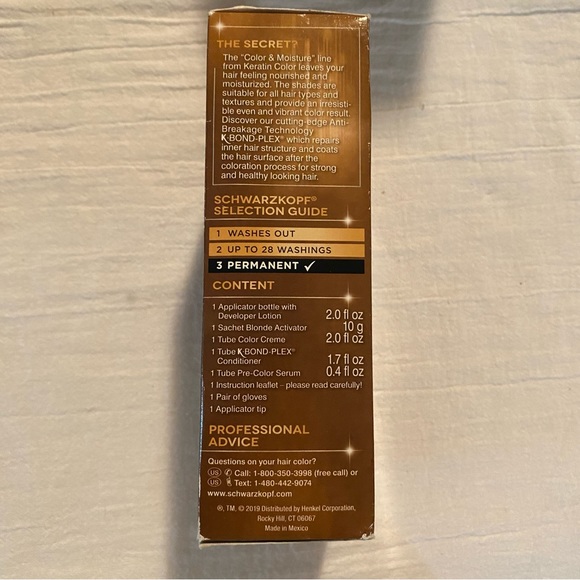 THE SECRET?
The "Color & Moisture" line
from Keratin Color leaves your
hair feeling nourished and
moisturized. The shades are
suitable for all hair types and
textures and provide an irresisti-
ble even and vibrant color result.
Discover our cutting-edge Anti-
Breakage Technology
K-BOND-PLEX® which repairs
inner hair structure and coats
the hair surface after the
coloration process for strong
and healthy looking hair.
SCHWARZKOPF®
SELECTION GUIDE
1 WASHES OUT
2 UP TO 28 WASHINGS
3 PERMANENT ✓
CONTENT
1 Applicator bottle with
Developer Lotion 2.0 fl oz
1 Sachet Blonde Activator 10 g
1 Tube Color Creme 2.0 fl oz
1 Tube K-BOND-PLEX®
Conditioner 1.7 fl oz
1 Tube Pre-Color Serum 0.4 fl oz
1 Instruction leaflet – please read carefully!
1 Pair of gloves
1 Applicator tip
PROFESSIONAL
ADVICE
Questions on your hair color?
US Call: 1-800-350-3998 (free call) or
US Text: 1-480-442-9074
www.schwarzkopf.com
®, TM, © 2019 Distributed by Henkel Corporation,
Rocky Hill, CT 06067
Made in Mexico